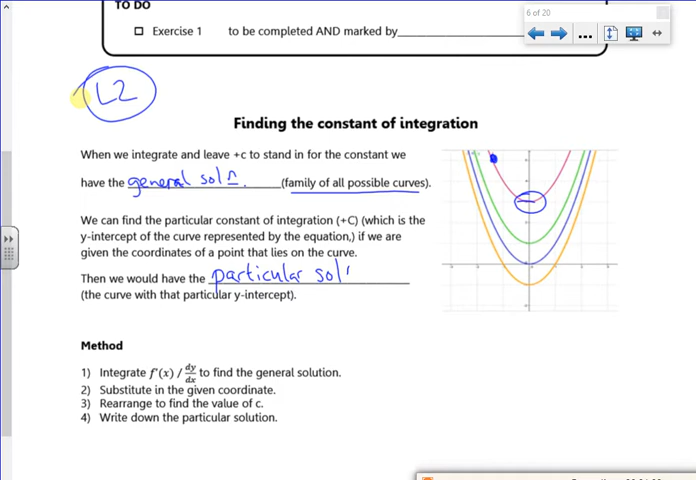 TO DO
6 of 20
Exercise 1 to be completed AND marked by
L2
Finding the constant of integration
When we integrate and leave +c to stand in for the constant we
have the general solⁿ. (family of all possible curves).
We can find the particular constant of integration (+C) (which is the
y-intercept of the curve represented by the equation,) if we are
given the coordinates of a point that lies on the curve.
Then we would have the particular sol
(the curve with that particular y-intercept).
Method
1) Integrate f'(x) / dy/dx to find the general solution.
2) Substitute in the given coordinate.
3) Rearrange to find the value of c.
4) Write down the particular solution.